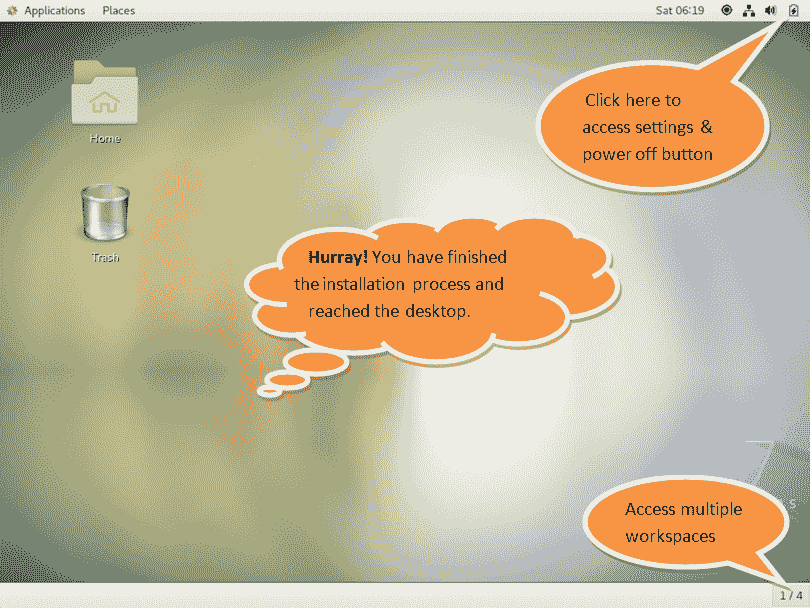 Applications Places Sat 06:19
Click here to
access settings &
power off button
Home
Trash
Hurray! You have finished
the installation process and
reached the desktop.
S
Access multiple
workspaces
1 / 4